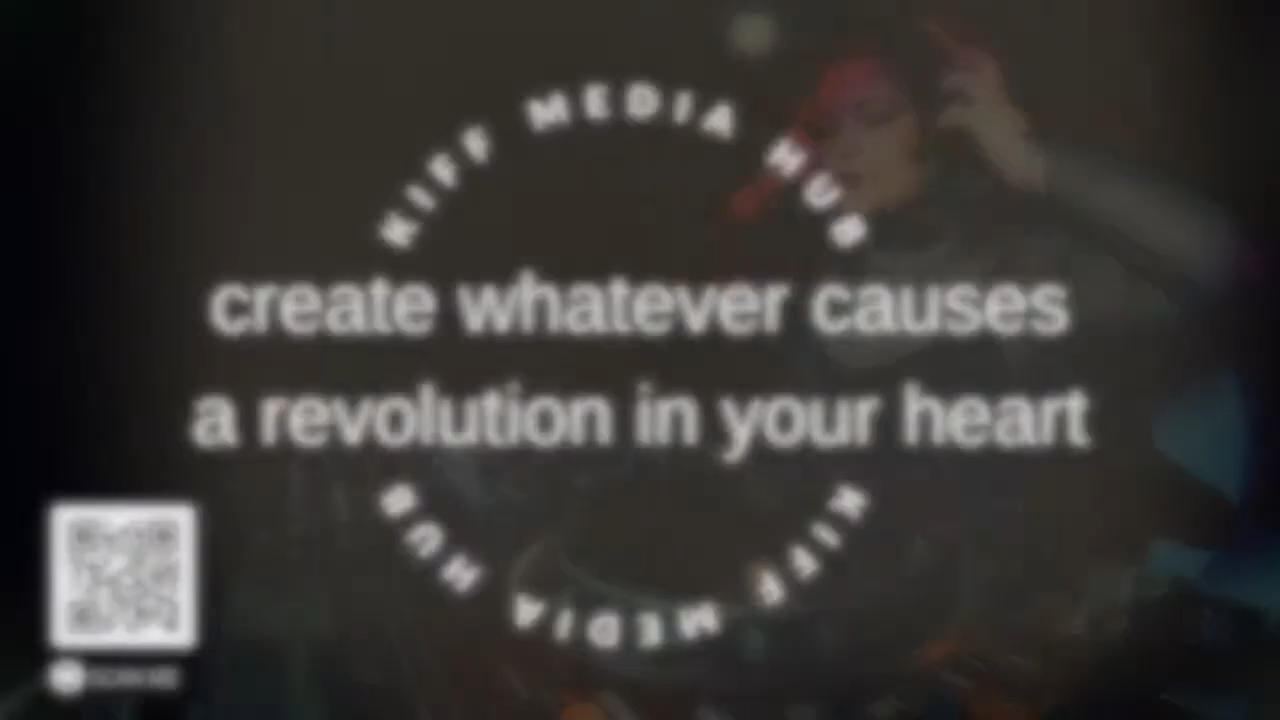 KIFF MEDIA HUB
create whatever causes
a revolution in your heart
KIFF MEDIA HUB